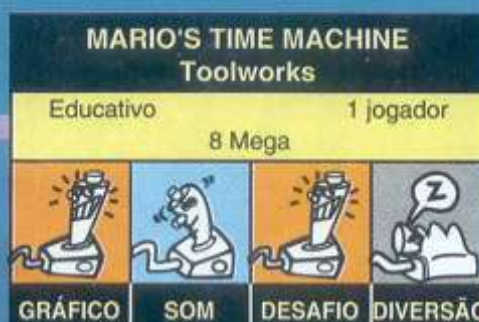 MARIO'S TIME MACHINE
Toolworks
Educativo 1 jogador
8 Mega
Z
GRÁFICO SOM DESAFIO DIVERSÃO